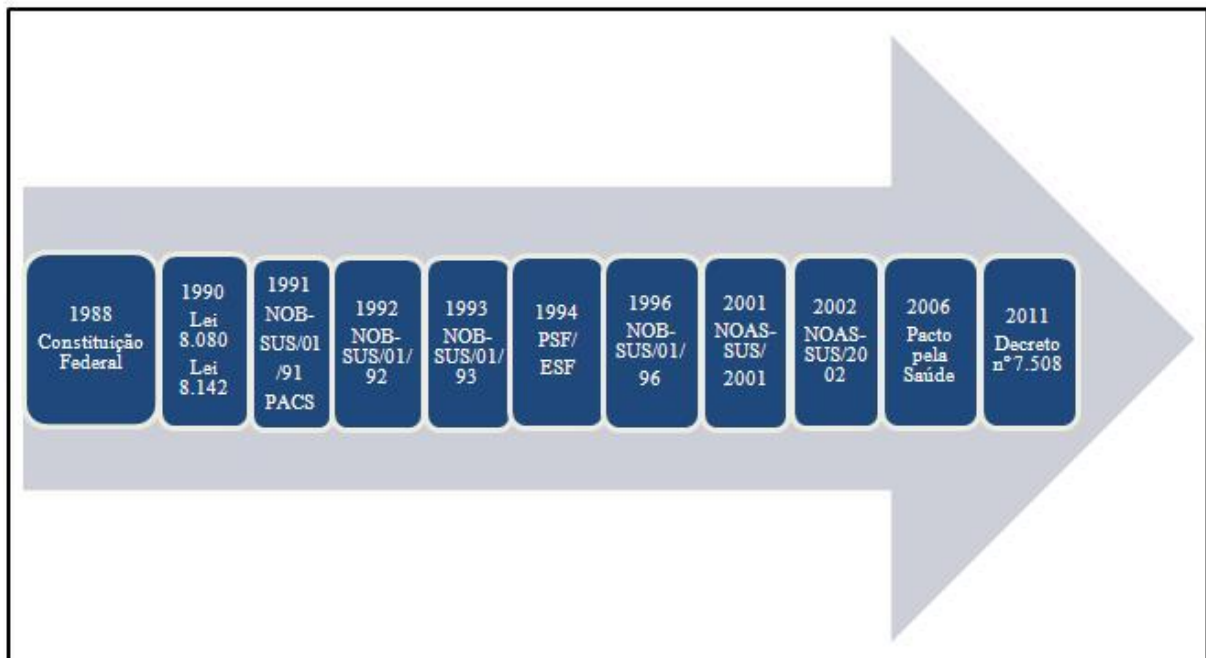 1988
Constituição
Federal
1990
Lei
8.080
Lei
8.142
1991
NOB-
SUS/01
/91
PACS
1992
NOB-
SUS/01/
92
1993
NOB-
SUS/01/
93
1994
PSF/
ESF
1996
NOB-
SUS/01/
96
2001
NOAS-
SUS/
2001
2002
NOAS-
SUS/20
02
2006
Pacto
pela
Saúde
2011
Decreto
nº 7.508